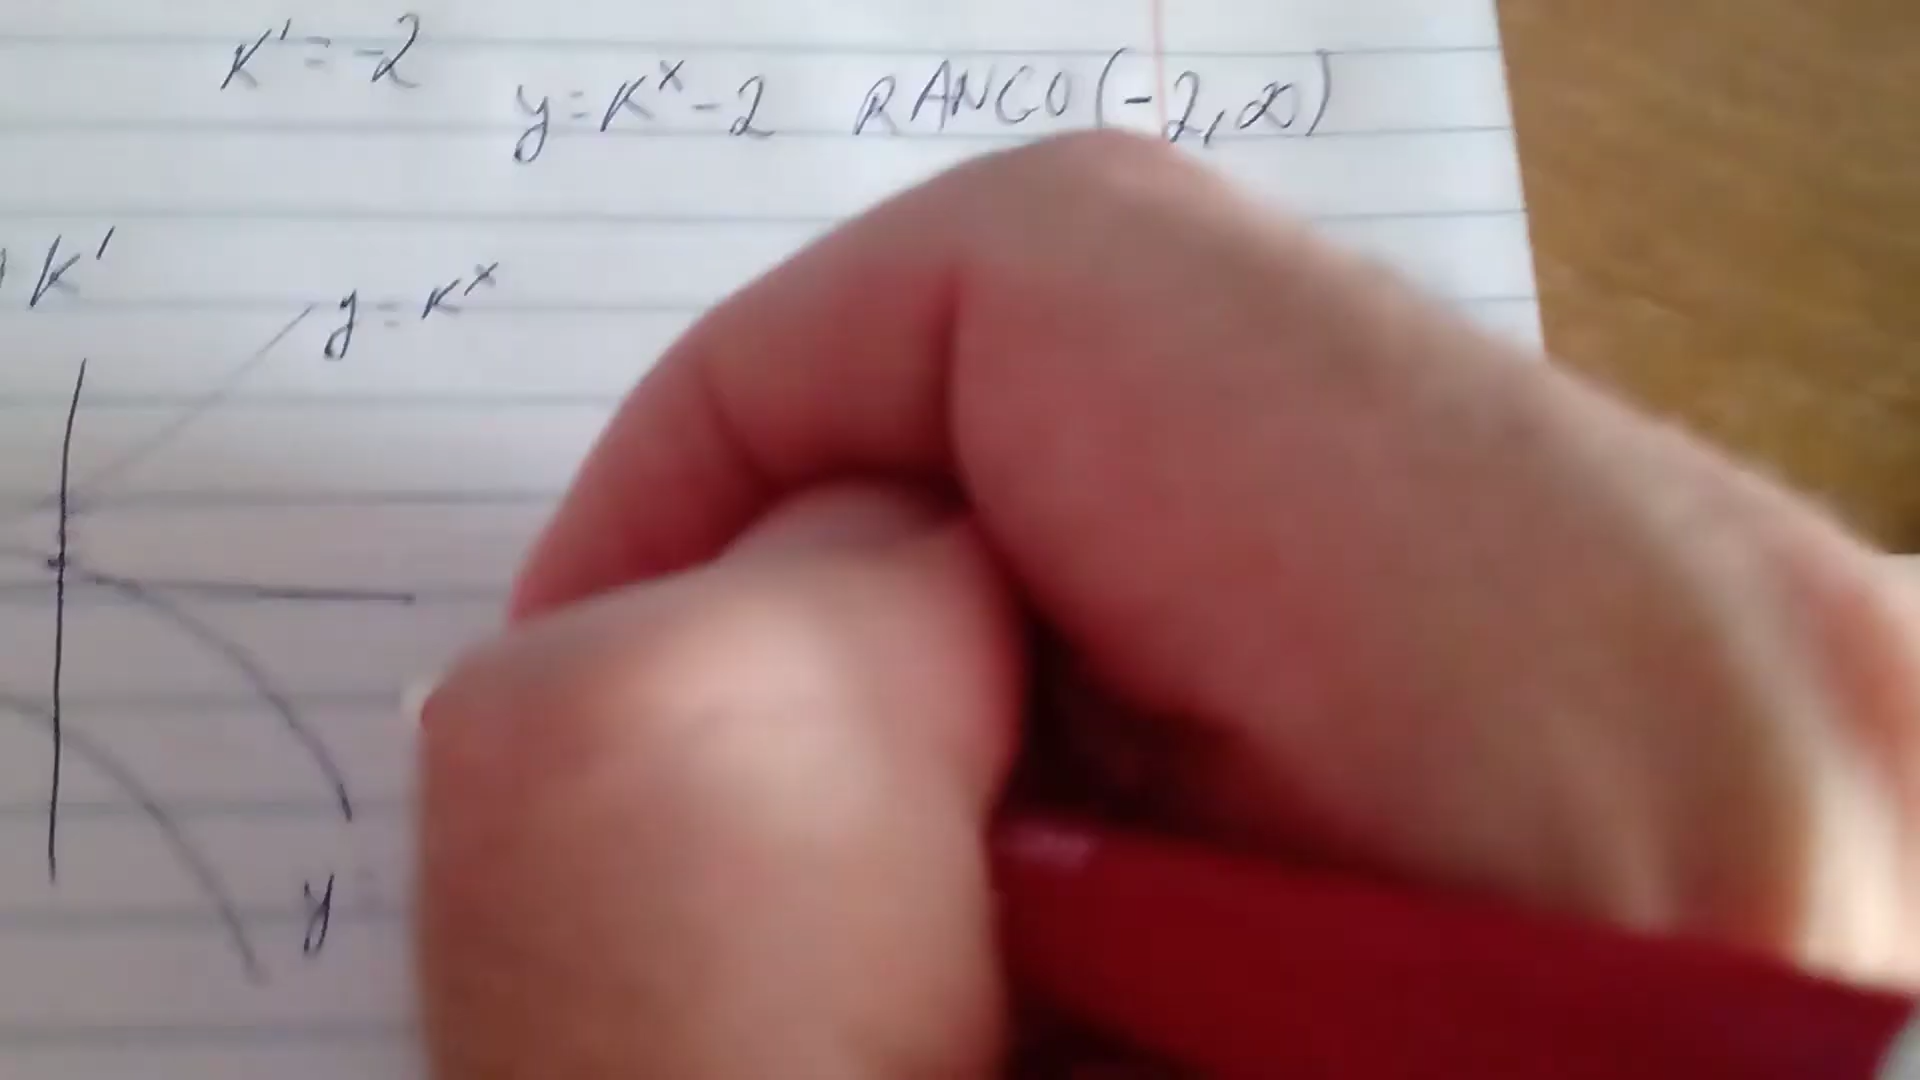 K' = -2
y = K^x - 2 RANGO (-2, ∞)
K'
y = K^x
y =